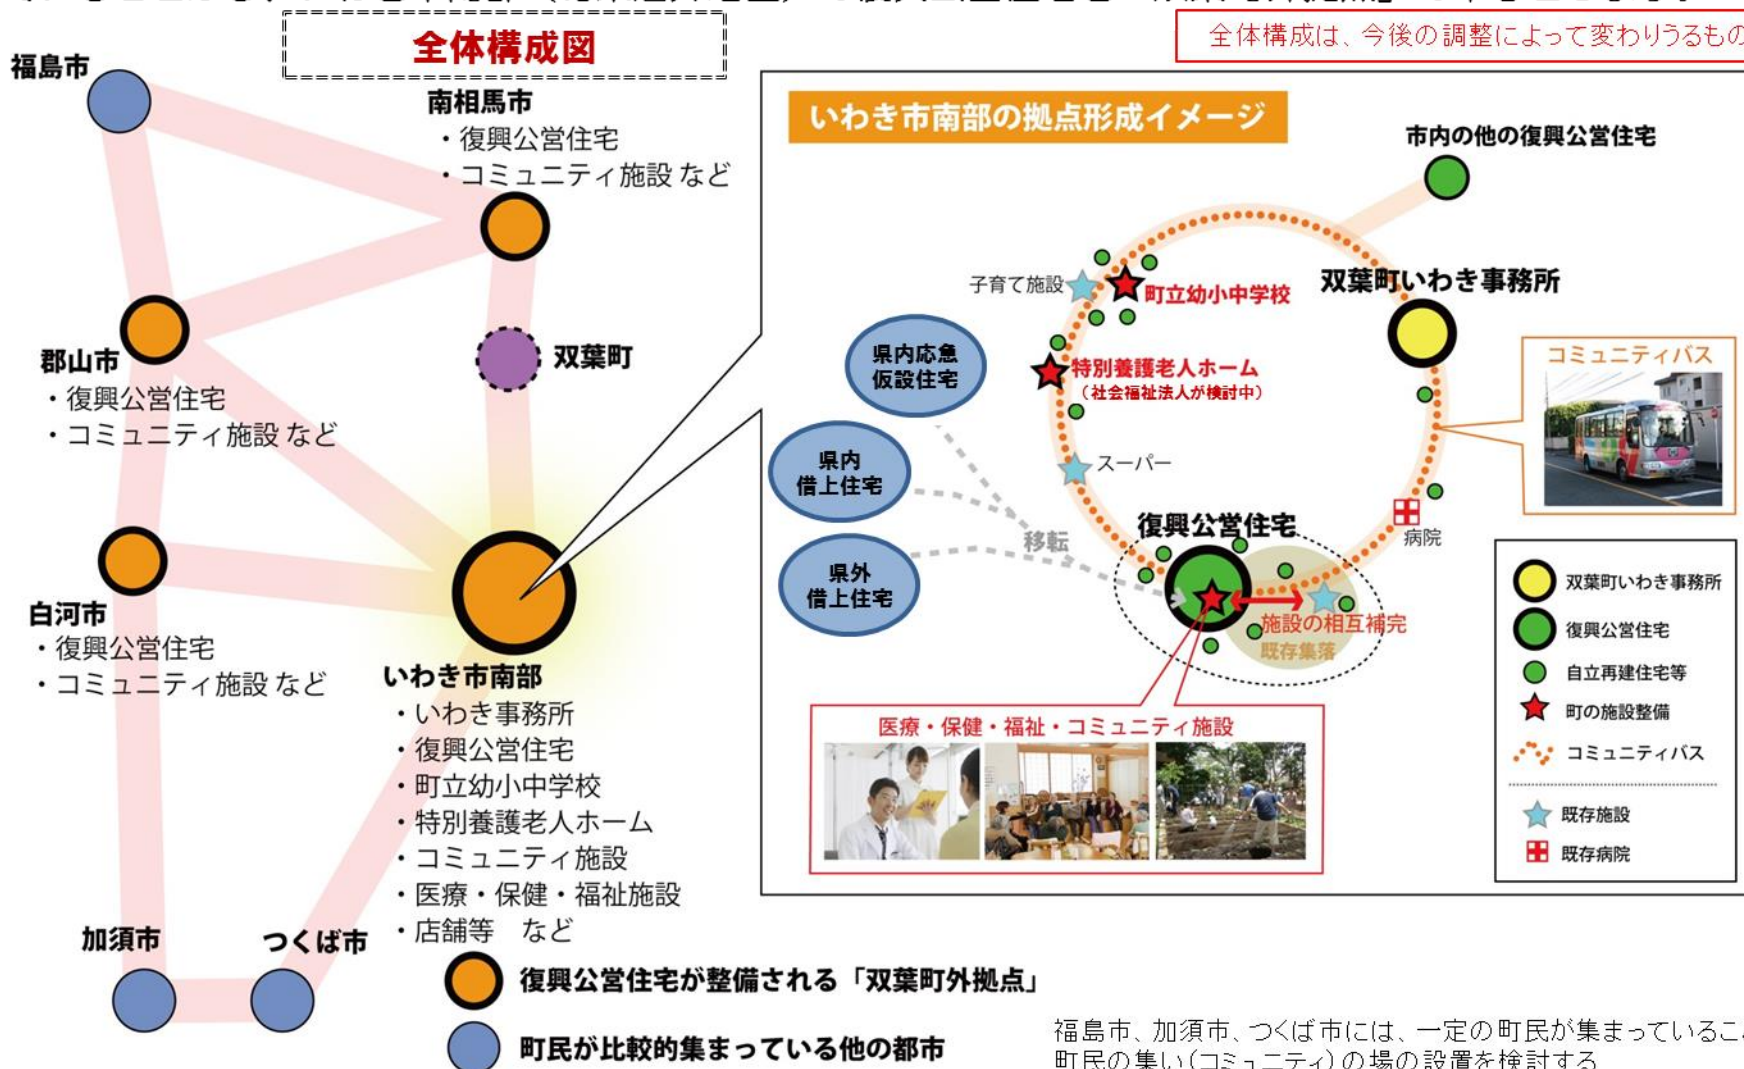 全体構成図
全体構成は、今後の調整によって変わりうるもの
福島市
南相馬市
・復興公営住宅
・コミュニティ施設 など
双葉町
郡山市
・復興公営住宅
・コミュニティ施設 など
白河市
・復興公営住宅
・コミュニティ施設 など
いわき市南部
・いわき事務所
・復興公営住宅
・町立幼小中学校
・特別養護老人ホーム
・コミュニティ施設
・医療・保健・福祉施設
・店舗等 など
加須市
つくば市
復興公営住宅が整備される「双葉町外拠点」
町民が比較的集まっている他の都市
いわき市南部の拠点形成イメージ
市内の他の復興公営住宅
子育て施設
町立幼小中学校
双葉町いわき事務所
県内応急
仮設住宅
特別養護老人ホーム
（社会福祉法人が検討中）
コミュニティバス
県内
借上住宅
スーパー
県外
借上住宅
移転
復興公営住宅
病院
施設の相互補完
既存集落
医療・保健・福祉・コミュニティ施設
双葉町いわき事務所
復興公営住宅
自立再建住宅等
町の施設整備
コミュニティバス
既存施設
既存病院
福島市、加須市、つくば市には、一定の町民が集まっているこ
町民の集い（コミュニティ）の場の設置を検討する